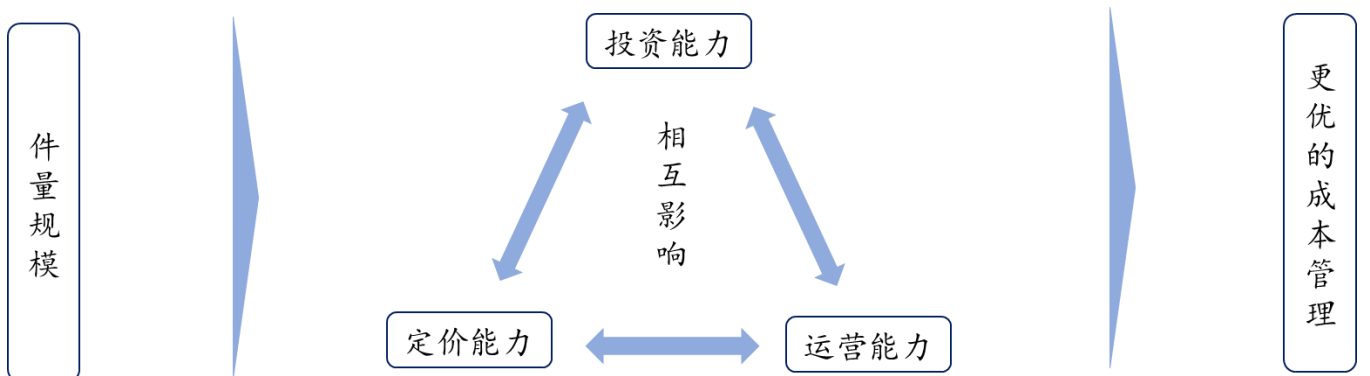 件量规模
投资能力
相互影响
定价能力
运营能力
更优的成本管理